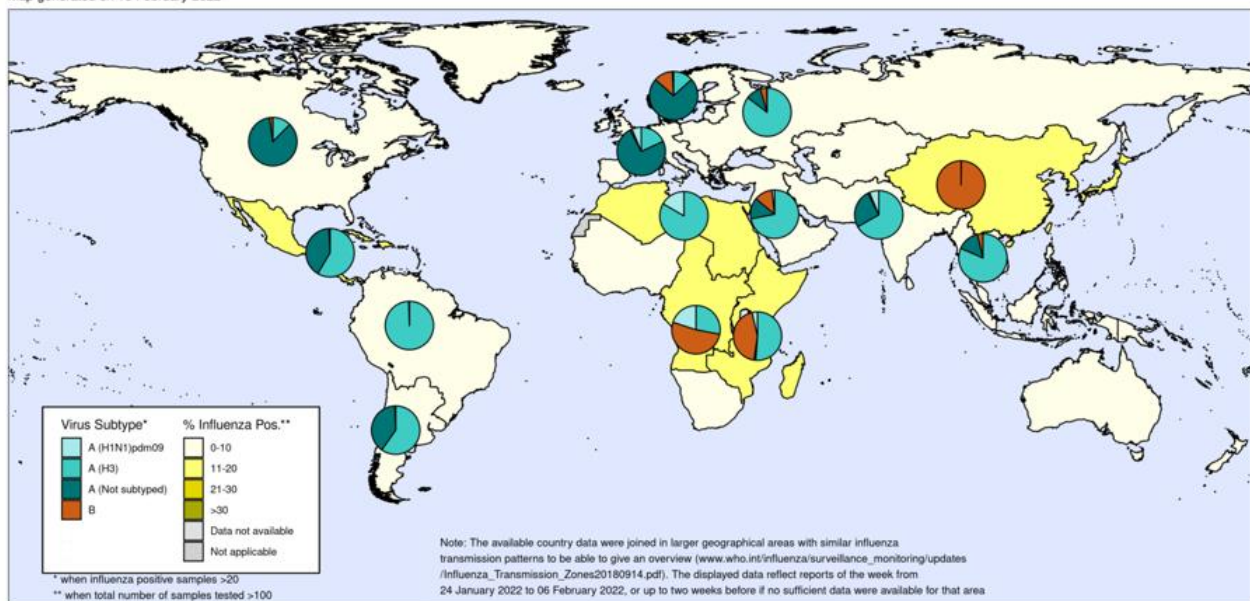 Virus Subtype*
A (H1N1)pdm09
A (H3)
A (Not subtyped)
B
% Influenza Pos.**
0-10
11-20
21-30
>30
Data not available
Not applicable
* when influenza positive samples >20
** when total number of samples tested >100
Note: The available country data were joined in larger geographical areas with similar influenza
transmission patterns to be able to give an overview (www.who.int/influenza/surveillance_monitoring/updates
/Influenza_Transmission_Zones20180914.pdf). The displayed data reflect reports of the week from
24 January 2022 to 06 February 2022, or up to two weeks before if no sufficient data were available for that area